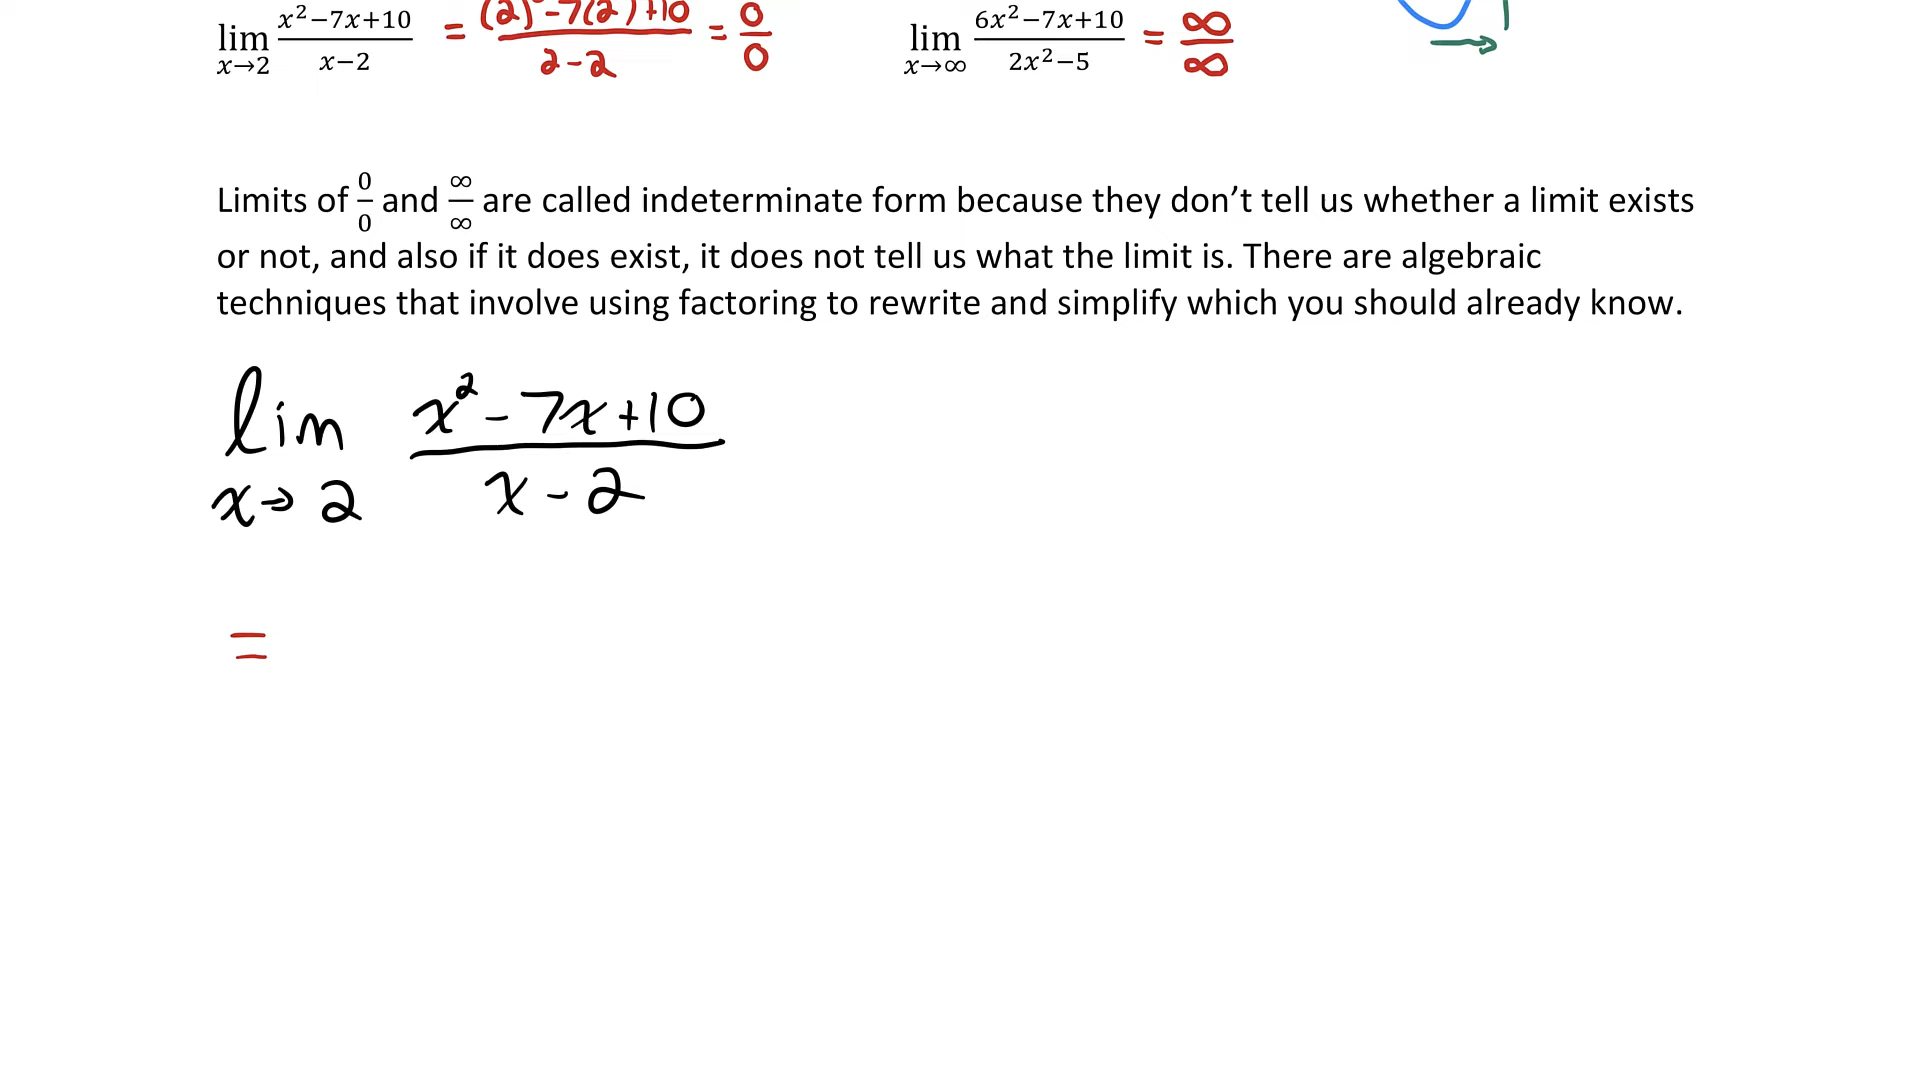 lim x→2 x²−7x+10 / x−2 = (2)²−7(2)+10 / 2−2 = 0/0    lim x→∞ 6x²−7x+10 / 2x²−5 = ∞/∞
Limits of 0/0 and ∞/∞ are called indeterminate form because they don’t tell us whether a limit exists
or not, and also if it does exist, it does not tell us what the limit is. There are algebraic
techniques that involve using factoring to rewrite and simplify which you should already know.
lim x→2 x²-7x+10 / x-2
=